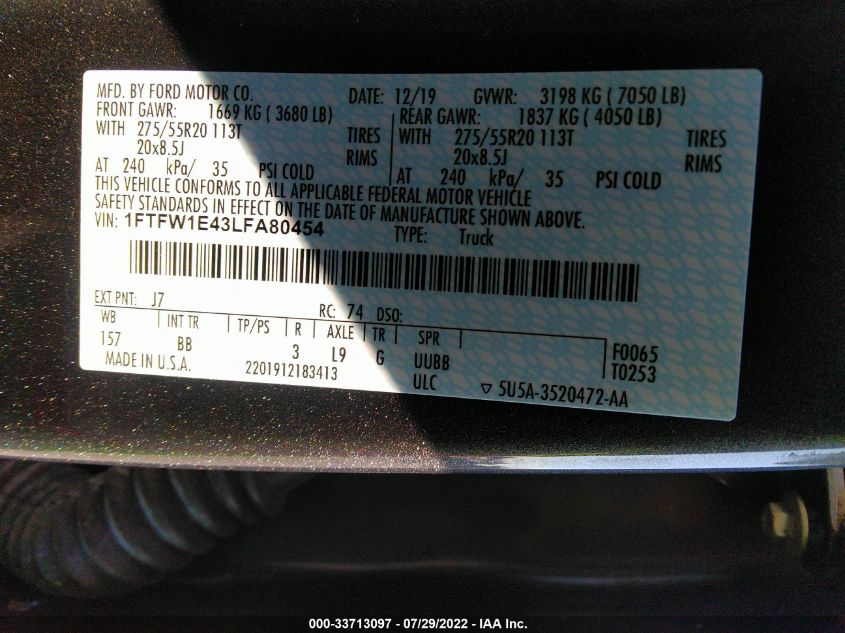 MFD. BY FORD MOTOR CO. DATE: 12/19 GVWR: 3198 KG ( 7050 LB)
FRONT GAWR: 1669 KG ( 3680 LB) REAR GAWR: 1837 KG ( 4050 LB)
WITH 275/55R20 113T TIRES WITH 275/55R20 113T TIRES
20x8.5J RIMS 20x8.5J RIMS
AT 240 kPa/ 35 PSI COLD AT 240 kPa/ 35 PSI COLD
THIS VEHICLE CONFORMS TO ALL APPLICABLE FEDERAL MOTOR VEHICLE
SAFETY STANDARDS IN EFFECT ON THE DATE OF MANUFACTURE SHOWN ABOVE.
VIN: 1FTFW1E43LFA80454 TYPE: Truck
EXT PNT: J7 RC: 74 DSO:
WB INT TR TP/PS R AXLE TR SPR
157 BB 3 L9 G UUBB F0065
MADE IN U.S.A. 2201912183413 ULC T0253
▽ 5U5A-3520472-AA
000-33713097 - 07/29/2022 - IAA Inc.